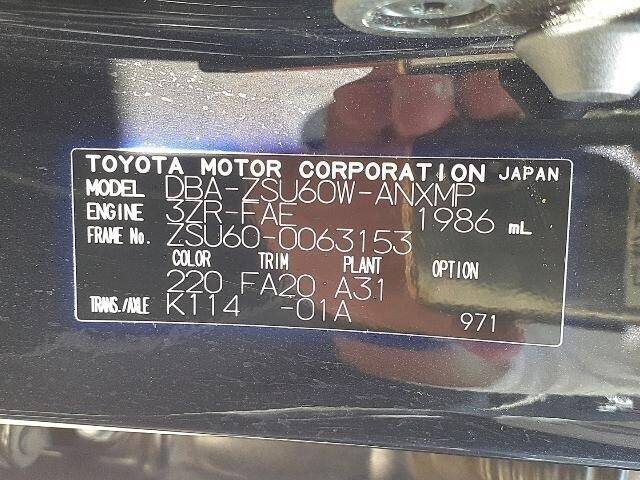 TOYOTA MOTOR CORPORATION JAPAN
MODEL DBA-ZSU60W-ANXMP
ENGINE 3ZR-FAE 1986 mL
FRAME No. ZSU60-0063153
COLOR TRIM PLANT OPTION
220 FA20 A31
TRANS./AXLE K114 -01A 971